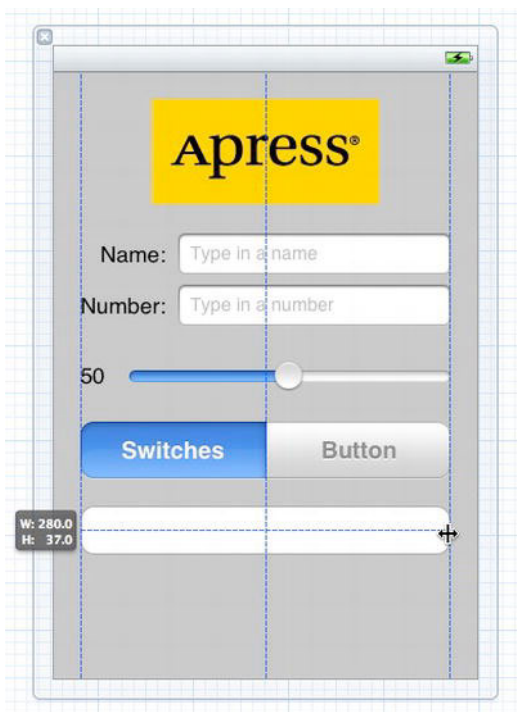 Apress®
Name: Type in a name
Number: Type in a number
50
Switches Button
W: 280.0
H: 37.0